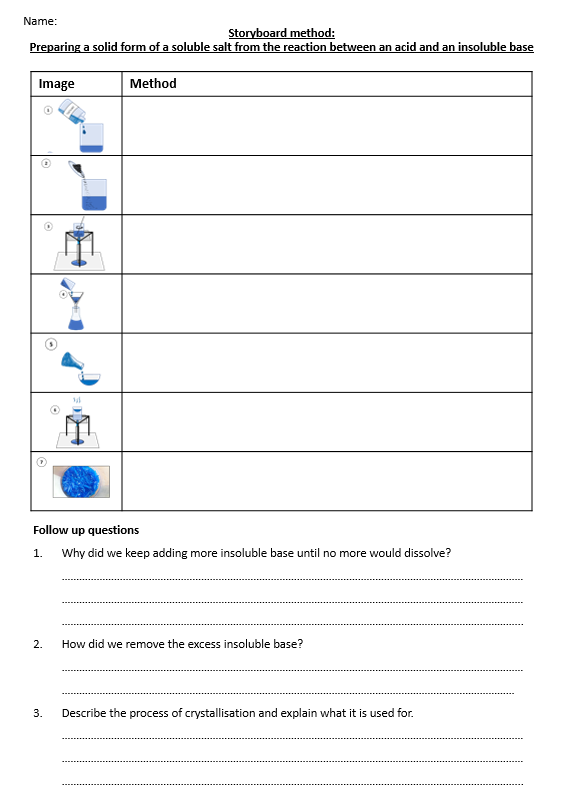 Name:
Storyboard method:
Preparing a solid form of a soluble salt from the reaction between an acid and an insoluble base
Image Method
1
2
3
4
5
6
7
Follow up questions
1. Why did we keep adding more insoluble base until no more would dissolve?
2. How did we remove the excess insoluble base?
3. Describe the process of crystallisation and explain what it is used for.